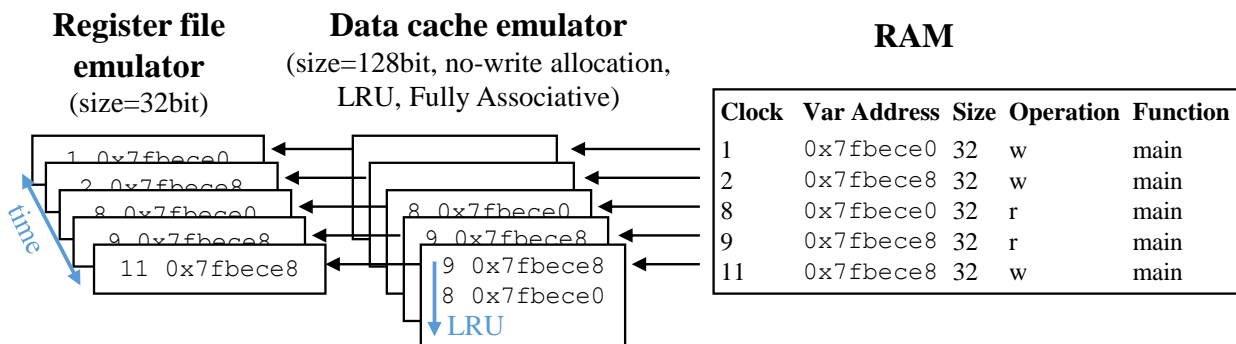 Register file
emulator
(size=32bit)
Data cache emulator
(size=128bit, no-write allocation,
LRU, Fully Associative)
RAM
Clock Var Address Size Operation Function
1 0x7fbece0 32 w main
2 0x7fbece8 32 w main
8 0x7fbece0 32 r main
9 0x7fbece8 32 r main
11 0x7fbece8 32 w main
1 0x7fbece0
2 0x7fbece8
8 0x7fbece0
9 0x7fbece8
11 0x7fbece8
time
8 0x7fbece0
9 0x7fbece8
9 0x7fbece8
8 0x7fbece0
LRU